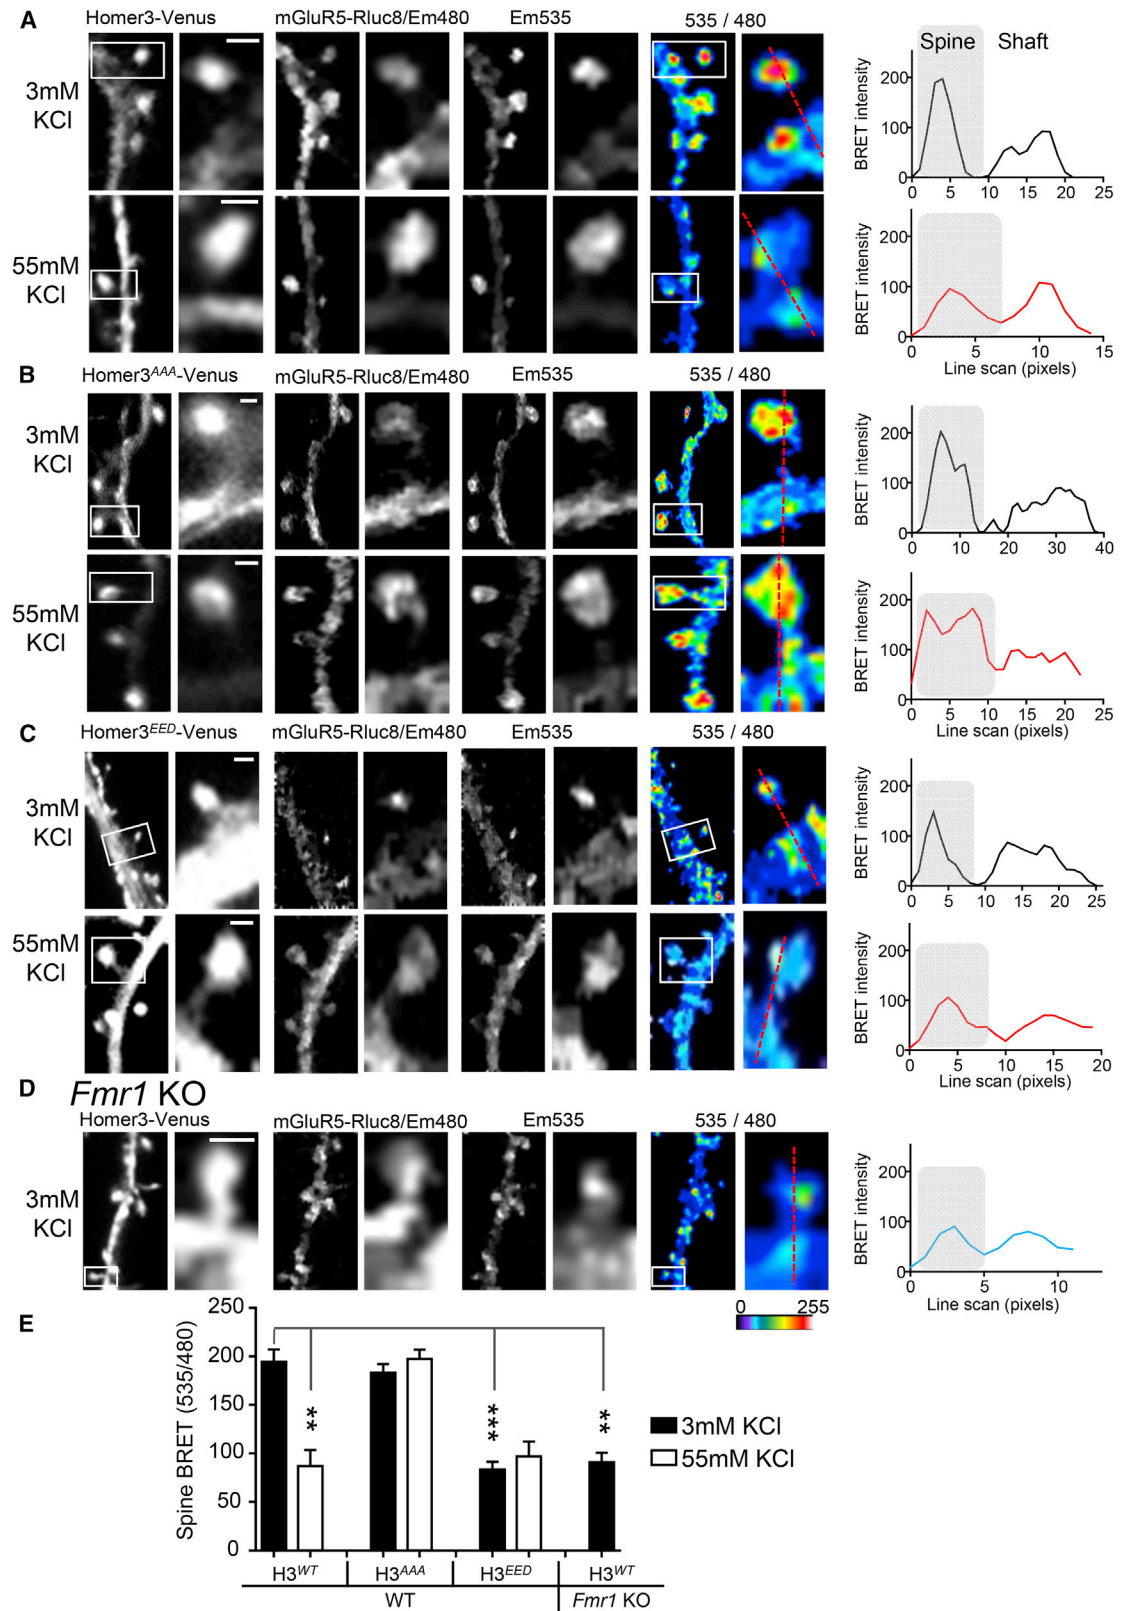 A
Homer3-Venus mGluR5-Rluc8/Em480 Em535 535 / 480
3mM
KCl
Spine Shaft
BRET intensity
200
100
0
0 5 10 15 20 25
55mM
KCl
BRET intensity
200
100
0
0 5 10 15
Line scan (pixels)
B
Homer3AAA-Venus mGluR5-Rluc8/Em480 Em535 535 / 480
3mM
KCl
BRET intensity
200
100
0
0 10 20 30 40
55mM
KCl
BRET intensity
200
100
0
0 5 10 15 20 25
Line scan (pixels)
C
Homer3EED-Venus mGluR5-Rluc8/Em480 Em535 535 / 480
3mM
KCl
BRET intensity
200
100
0
0 5 10 15 20 25
55mM
KCl
BRET intensity
200
100
0
0 5 10 15 20
Line scan (pixels)
D
Fmr1 KO
Homer3-Venus mGluR5-Rluc8/Em480 Em535 535 / 480
3mM
KCl
BRET intensity
200
100
0
0 5 10
Line scan (pixels)
0 255
E
Spine BRET (535/480)
250
200
150
100
50
0
** *** **
3mM KCl
55mM KCl
H3WT H3AAA H3EED H3WT
WT Fmr1 KO